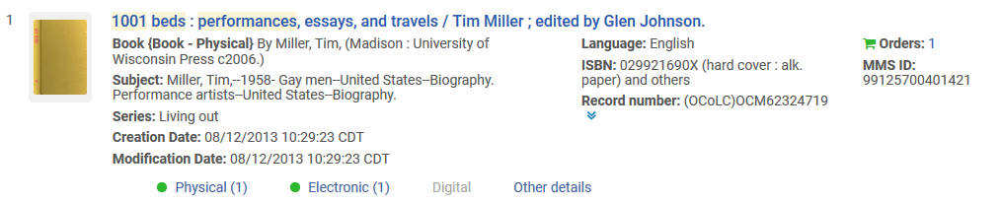 1
1001 beds : performances, essays, and travels / Tim Miller ; edited by Glen Johnson.
Book {Book - Physical} By Miller, Tim, (Madison : University of
Wisconsin Press c2006.)
Subject: Miller, Tim,--1958- Gay men--United States--Biography.
Performance artists--United States--Biography.
Series: Living out
Creation Date: 08/12/2013 10:29:23 CDT
Modification Date: 08/12/2013 10:29:23 CDT
Language: English
ISBN: 029921690X (hard cover : alk.
paper) and others
Record number: (OCoLC)OCM62324719
Orders: 1
MMS ID:
99125700401421
Physical (1) Electronic (1) Digital Other details